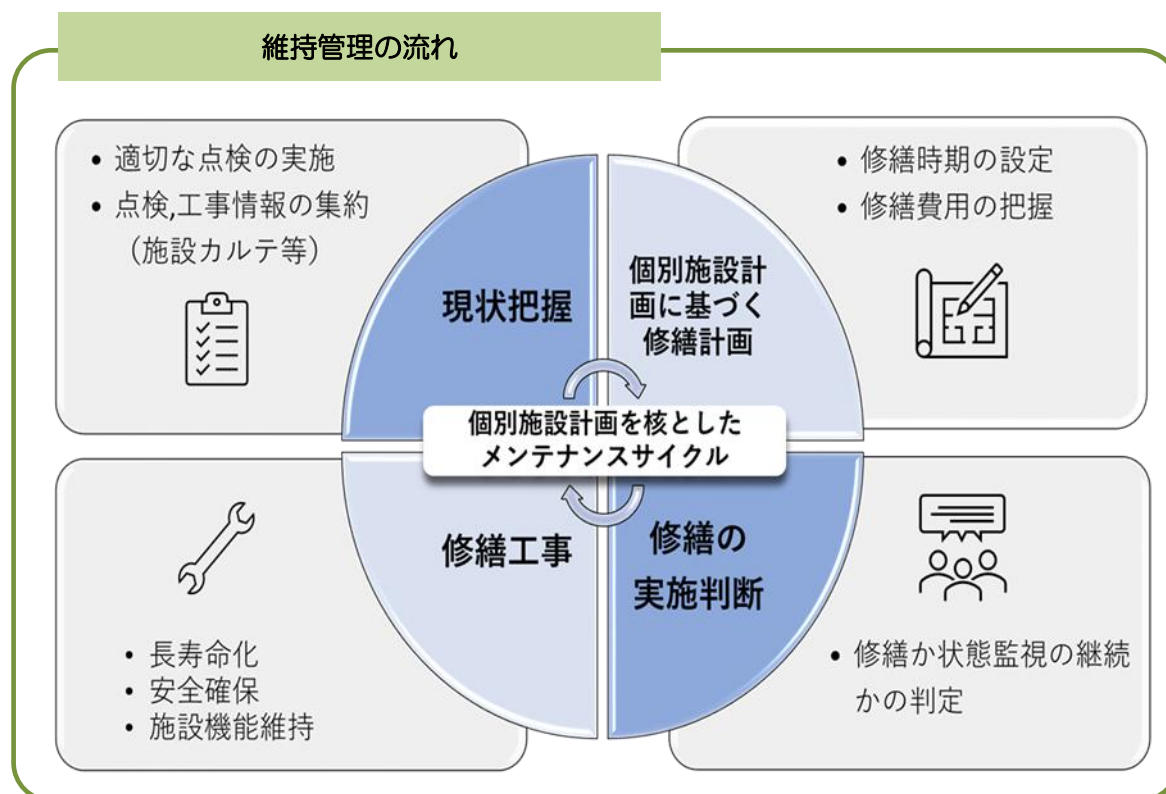 維持管理の流れ
• 適切な点検の実施
• 点検,工事情報の集約
（施設カルテ等）
現状把握
• 修繕時期の設定
• 修繕費用の把握
個別施設計
画に基づく
修繕計画
個別施設計画を核とした
メンテナンスサイクル
修繕工事
• 長寿命化
• 安全確保
• 施設機能維持
修繕の
実施判断
• 修繕か状態監視の継続
かの判定